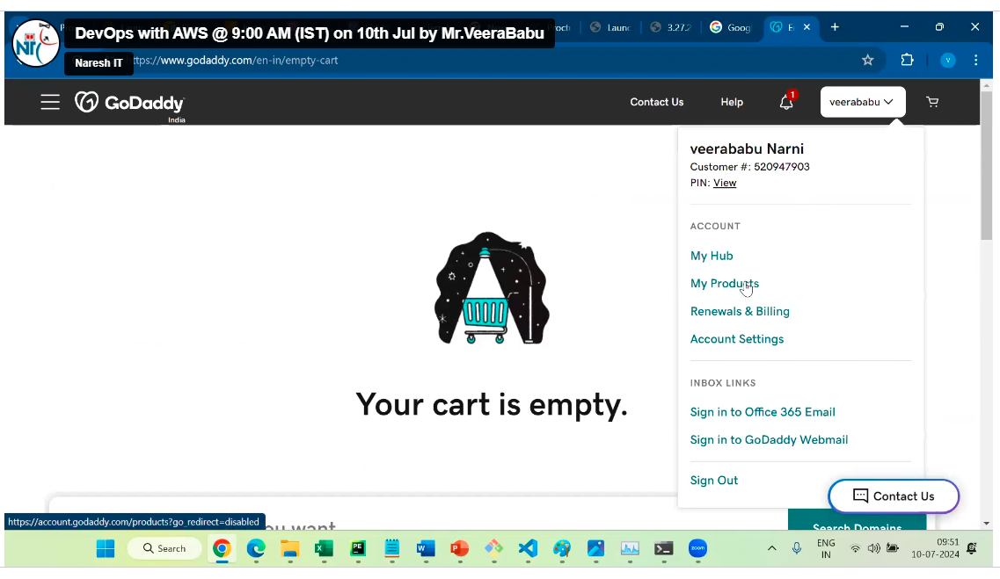 DevOps with AWS @ 9:00 AM (IST) on 10th Jul by Mr.VeeraBabu
Naresh IT
Laun
3.27.2
Goog
ttps://www.godaddy.com/en-in/empty-cart
GoDaddy
India
Contact Us
Help
1
veerababu
veerababu Narni
Customer #: 520947903
PIN: View
ACCOUNT
My Hub
My Products
Renewals & Billing
Account Settings
INBOX LINKS
Sign in to Office 365 Email
Sign in to GoDaddy Webmail
Sign Out
Your cart is empty.
Contact Us
https://account.godaddy.com/products?go_redirect=disabled
you want
Search Domains
Search
zoom
ENG
IN
09:51
10-07-2024